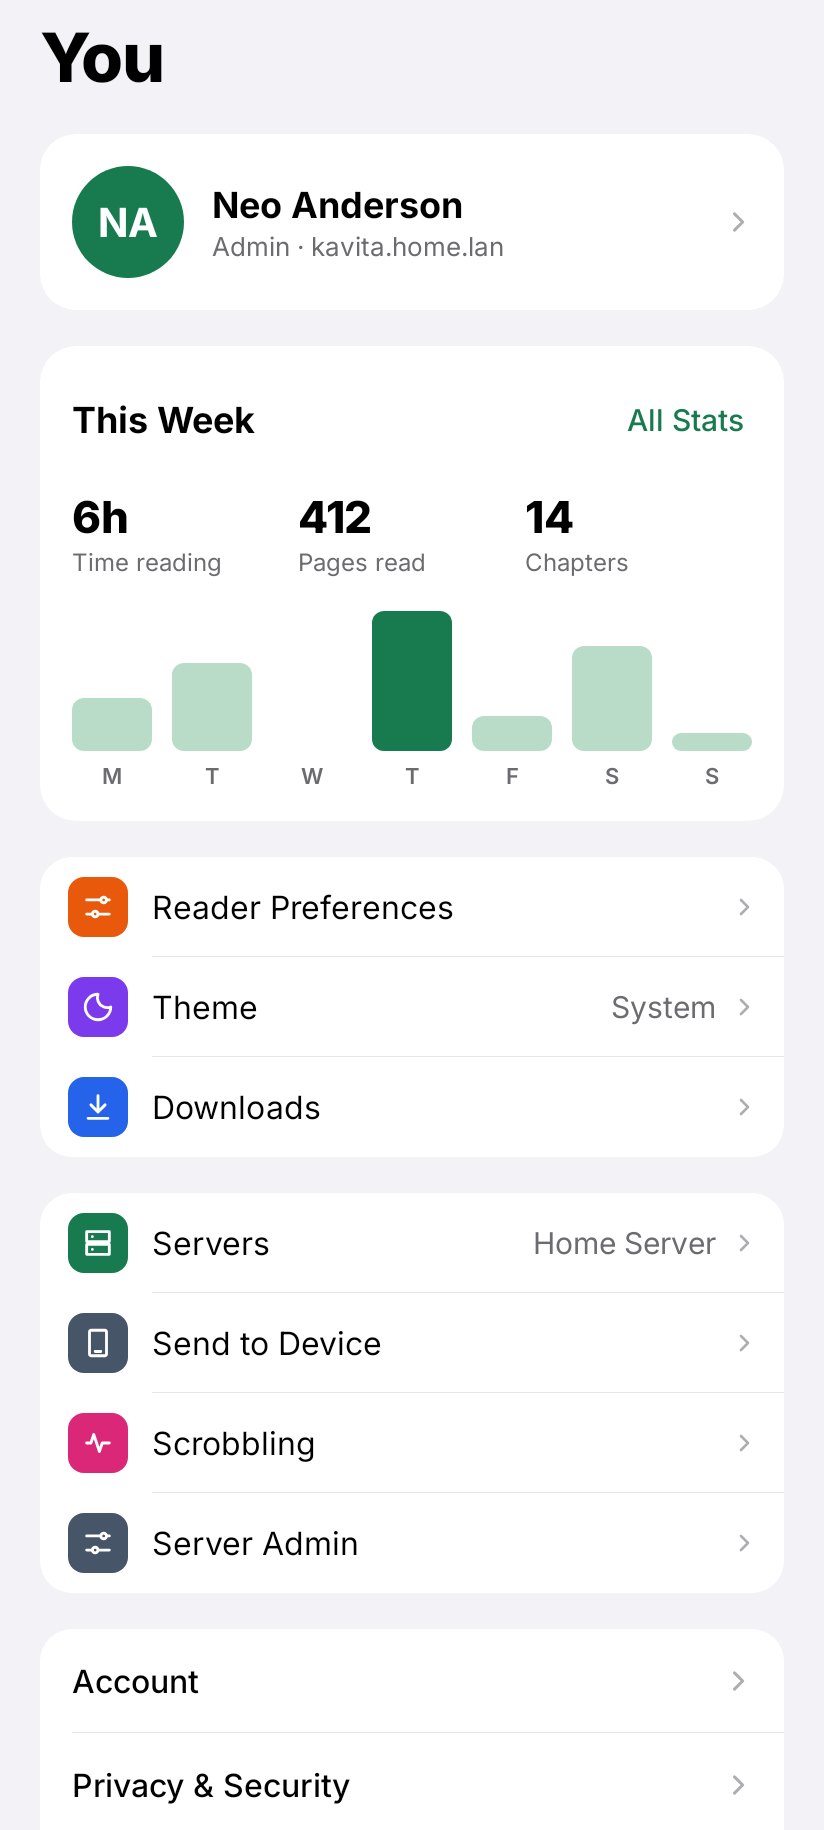 You
NA
Neo Anderson
Admin · kavita.home.lan
This Week
All Stats
6h 412 14
Time reading Pages read Chapters
M T W T F S S
Reader Preferences
Theme System
Downloads
Servers Home Server
Send to Device
Scrobbling
Server Admin
Account
Privacy & Security